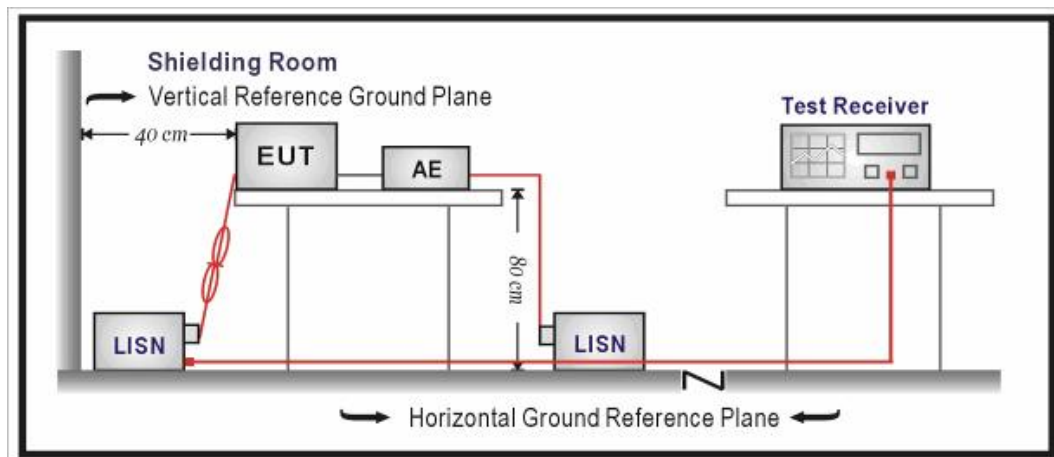 Shielding Room
Vertical Reference Ground Plane
40 cm
EUT
AE
Test Receiver
80 cm
LISN
LISN
Horizontal Ground Reference Plane